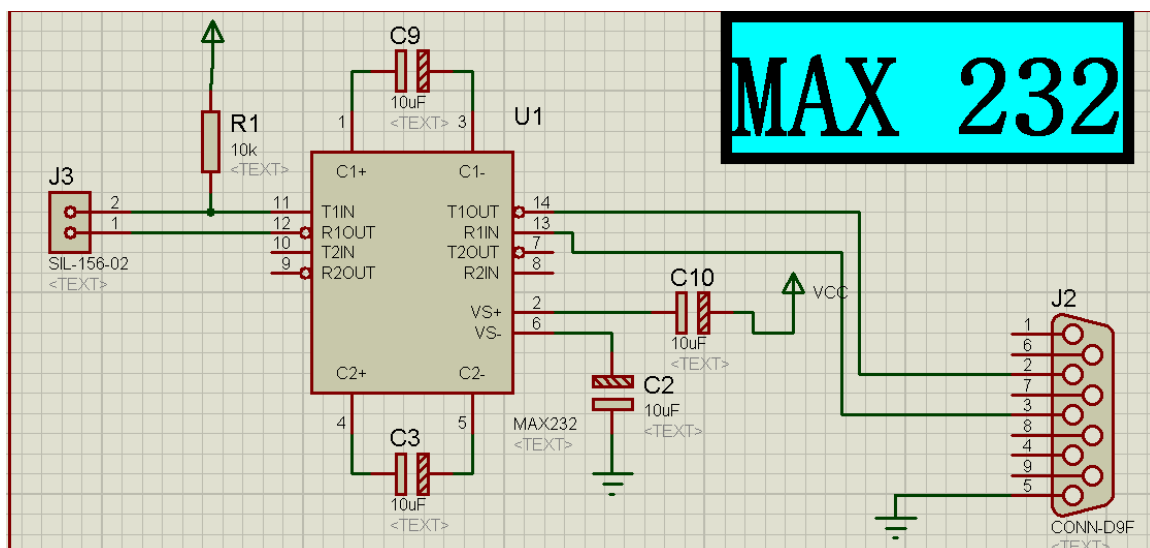 C9
10uF
<TEXT>
1
3
U1
MAX 232
R1
10k
<TEXT>
C1+
C1-
J3
2
1
SIL-156-02
<TEXT>
11
T1IN
T1OUT
14
12
R1OUT
R1IN
13
10
T2IN
T2OUT
7
9
R2OUT
R2IN
8
VS+
2
VS-
6
C10
10uF
<TEXT>
VCC
C2+
C2-
4
5
MAX232
<TEXT>
C2
10uF
<TEXT>
C3
10uF
<TEXT>
J2
1
6
2
7
3
8
4
9
5
CONN-D9F
<TEXT>